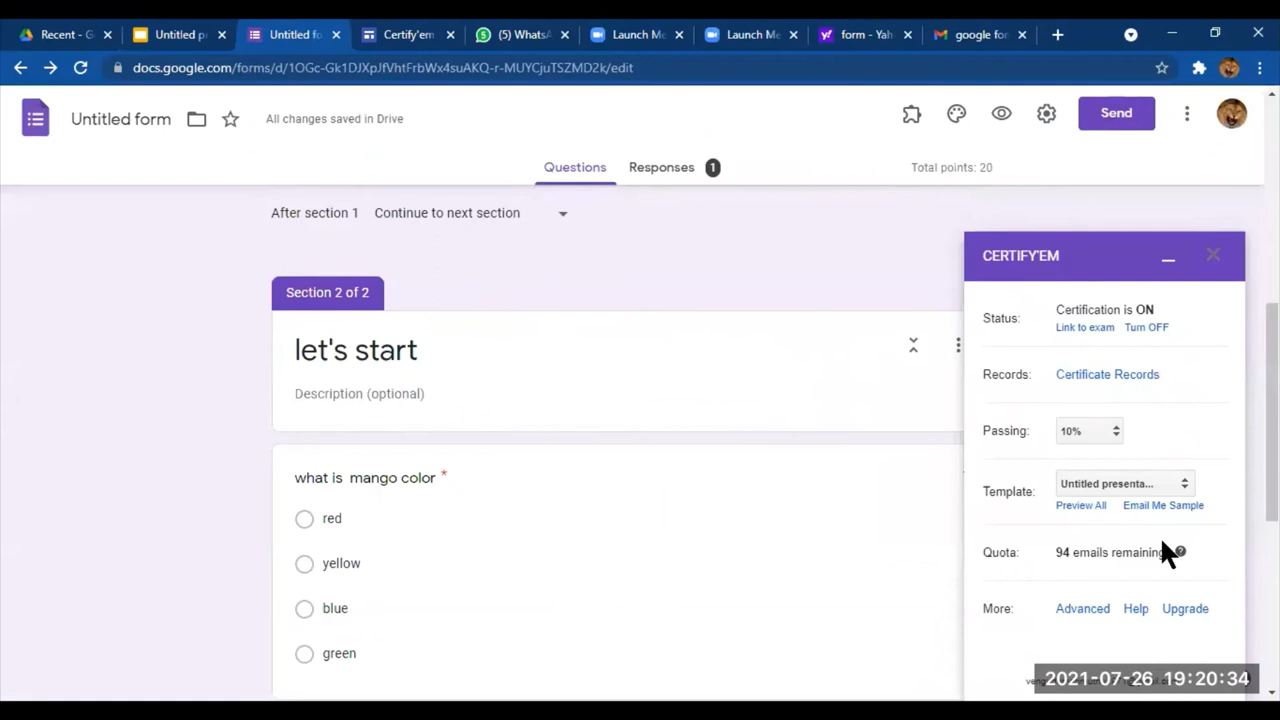 Recent - G
Untitled p
Untitled fo
Certify'em
(5) Whats
Launch Me
Launch Me
form - Yah
google for
docs.google.com/forms/d/1OGc-Gk1DJXpJfVhtFrbWx4suAKQ-r-MUYCjuTSZMD2k/edit
Untitled form
All changes saved in Drive
Send
Questions
Responses 1
Total points: 20
After section 1 Continue to next section
Section 2 of 2
let's start
Description (optional)
what is mango color *
red
yellow
blue
green
CERTIFY'EM
Status: Certification is ON
Link to exam Turn OFF
Records: Certificate Records
Passing: 10%
Template: Untitled presenta...
Preview All Email Me Sample
Quota: 94 emails remaining
More: Advanced Help Upgrade
2021-07-26 19:20:34